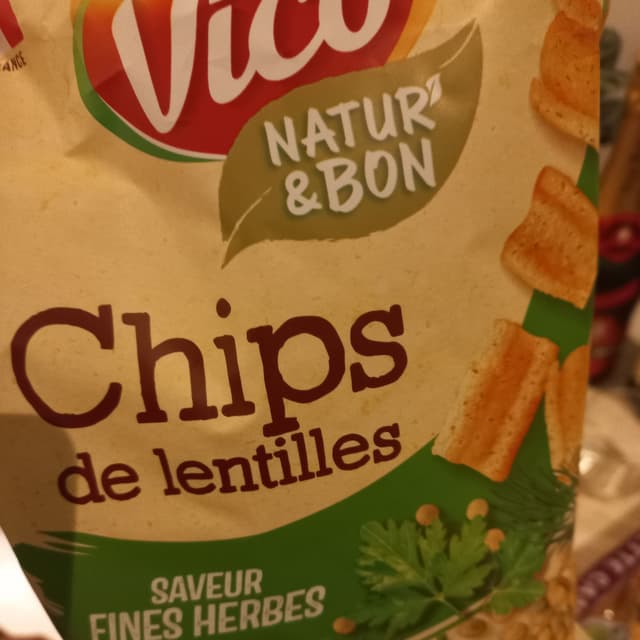 Vico
NATUR'
& BON
Chips
de lentilles
SAVEUR
FINES HERBES